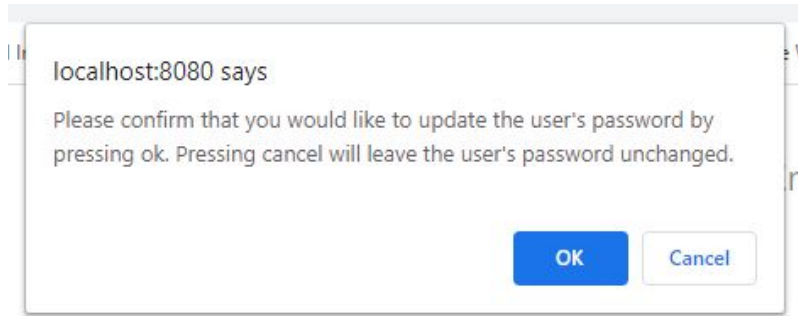 localhost:8080 says
Please confirm that you would like to update the user's password by
pressing ok. Pressing cancel will leave the user's password unchanged.
OK Cancel